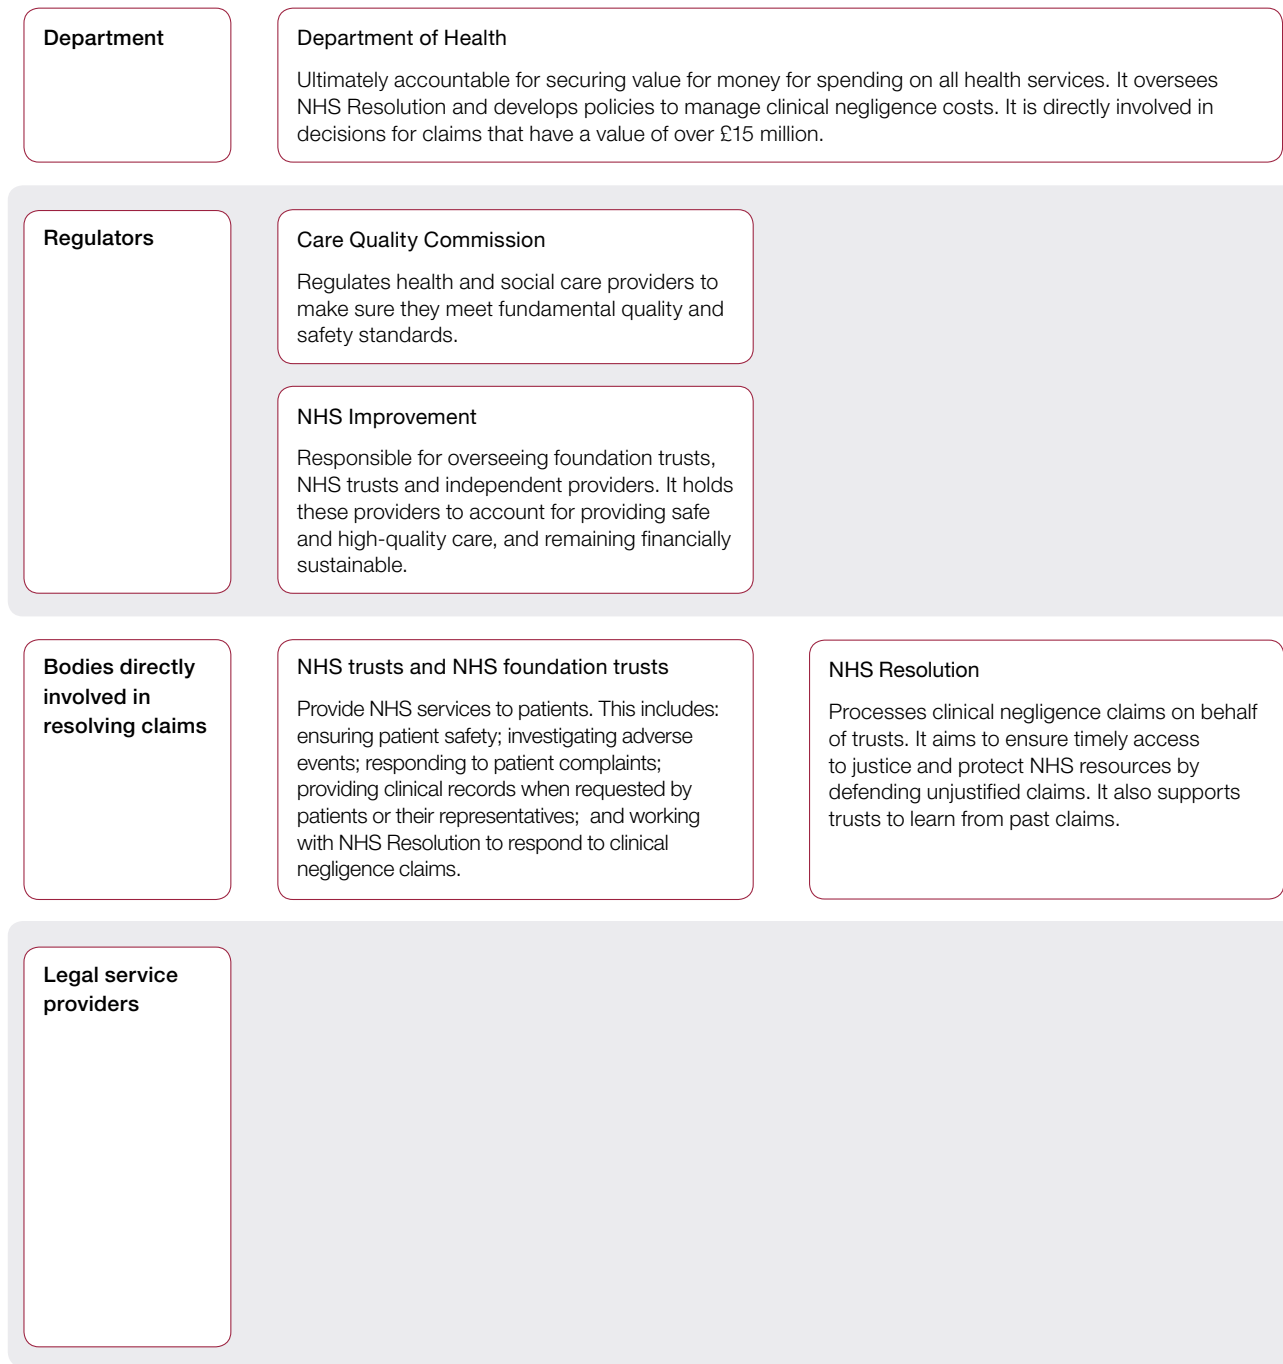 Department
Department of Health
Ultimately accountable for securing value for money for spending on all health services. It oversees
NHS Resolution and develops policies to manage clinical negligence costs. It is directly involved in
decisions for claims that have a value of over £15 million.
Regulators
Care Quality Commission
Regulates health and social care providers to
make sure they meet fundamental quality and
safety standards.
NHS Improvement
Responsible for overseeing foundation trusts,
NHS trusts and independent providers. It holds
these providers to account for providing safe
and high-quality care, and remaining financially
sustainable.
Bodies directly
involved in
resolving claims
NHS trusts and NHS foundation trusts
Provide NHS services to patients. This includes:
ensuring patient safety; investigating adverse
events; responding to patient complaints;
providing clinical records when requested by
patients or their representatives; and working
with NHS Resolution to respond to clinical
negligence claims.
NHS Resolution
Processes clinical negligence claims on behalf
of trusts. It aims to ensure timely access
to justice and protect NHS resources by
defending unjustified claims. It also supports
trusts to learn from past claims.
Legal service
providers